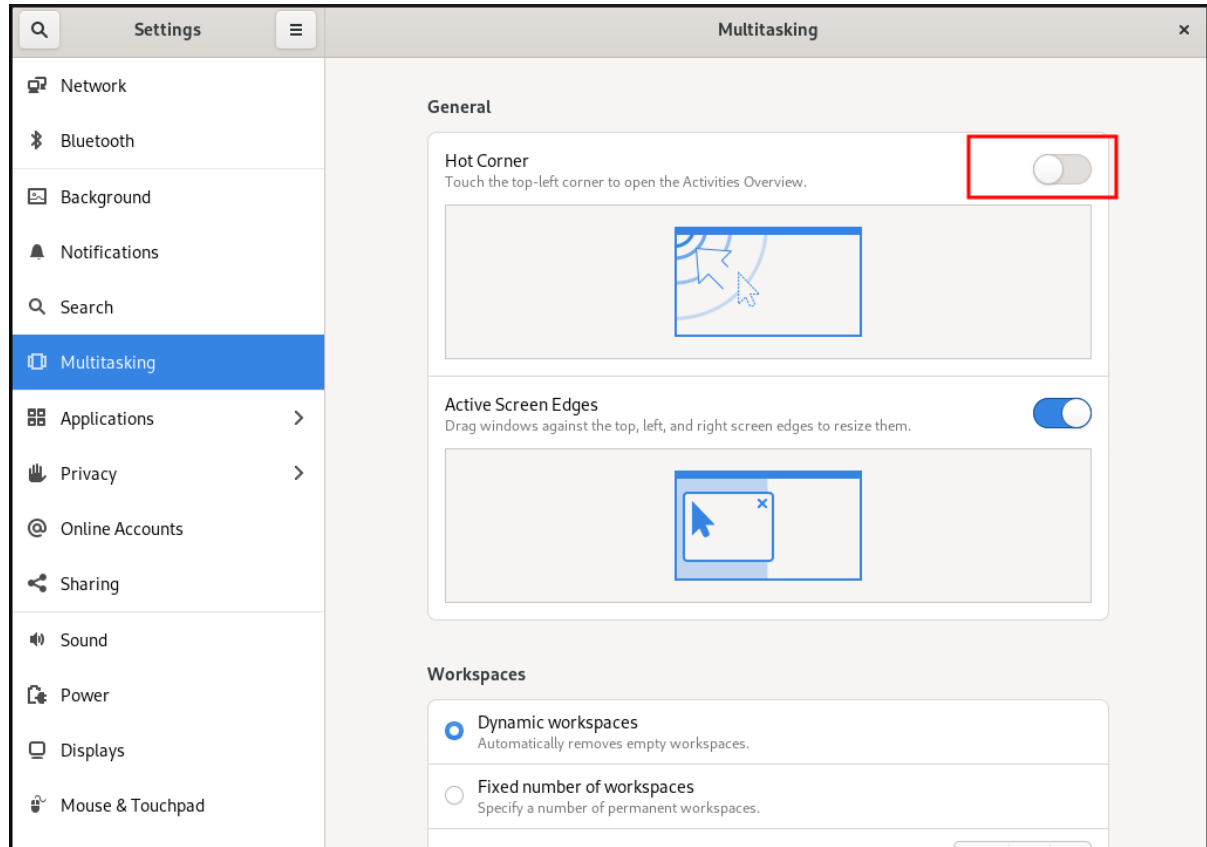 Settings
Multitasking
Network
Bluetooth
Background
Notifications
Search
Multitasking
Applications
Privacy
Online Accounts
Sharing
Sound
Power
Displays
Mouse & Touchpad
General
Hot Corner
Touch the top-left corner to open the Activities Overview.
Active Screen Edges
Drag windows against the top, left, and right screen edges to resize them.
Workspaces
Dynamic workspaces
Automatically removes empty workspaces.
Fixed number of workspaces
Specify a number of permanent workspaces.